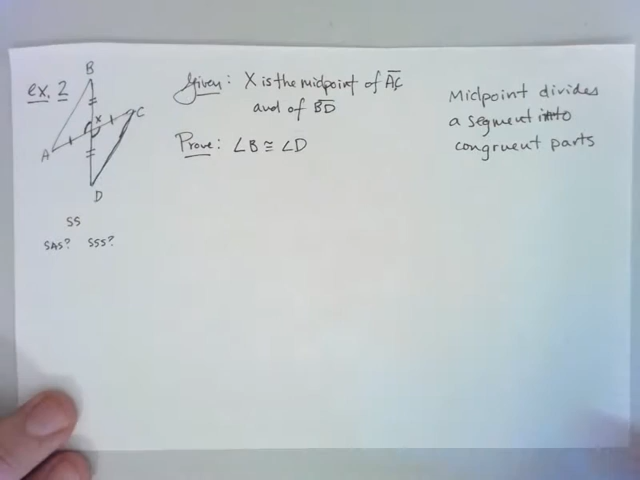 ex. 2
Given: X is the midpoint of AC
and of BD
Prove: ∠B ≅ ∠D
Midpoint divides
a segment into
congruent parts
B
X
C
A
D
SS
SAS? SSS?